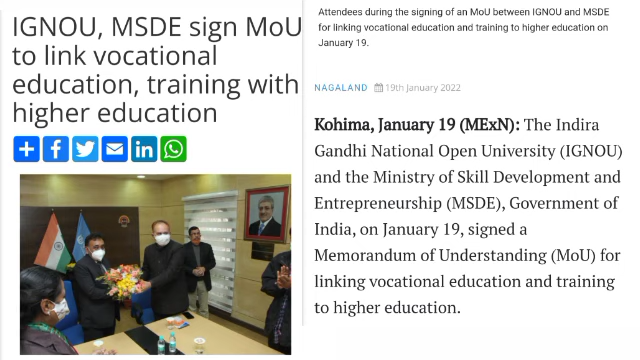 IGNOU, MSDE sign MoU
to link vocational
education, training with
higher education
Attendees during the signing of an MoU between IGNOU and MSDE
for linking vocational education and training to higher education on
January 19.
NAGALAND 19th January 2022
Kohima, January 19 (MExN): The Indira
Gandhi National Open University (IGNOU)
and the Ministry of Skill Development and
Entrepreneurship (MSDE), Government of
India, on January 19, signed a
Memorandum of Understanding (MoU) for
linking vocational education and training
to higher education.